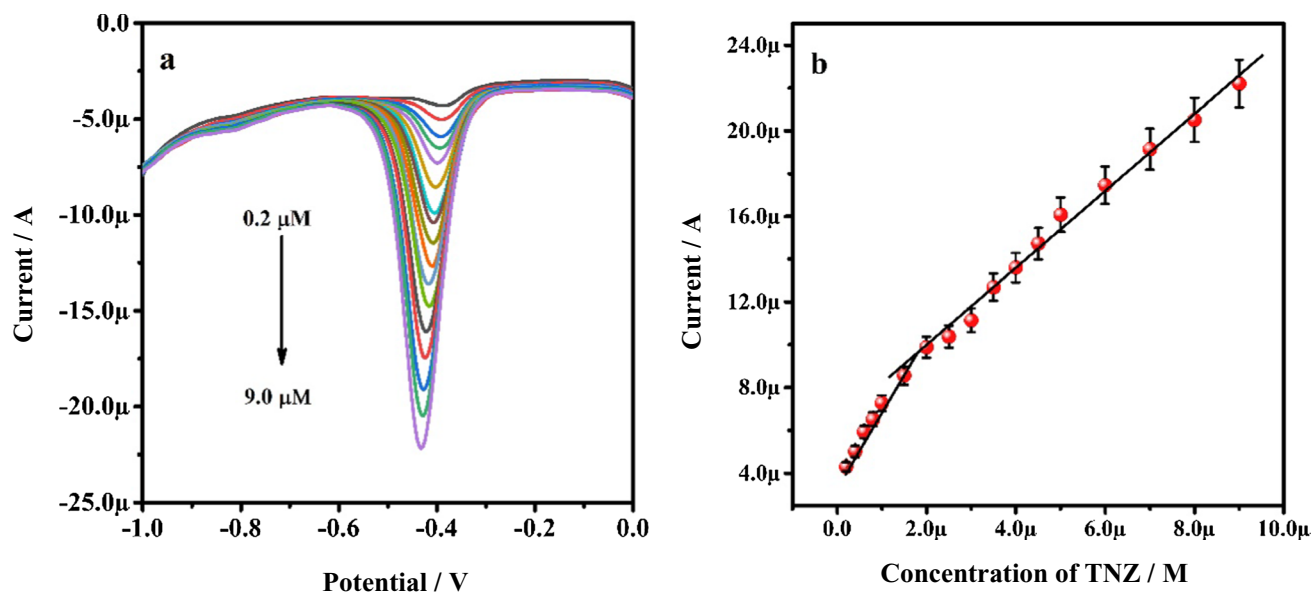 a
0.0
-5.0µ
-10.0µ
-15.0µ
-20.0µ
-25.0µ
Current / A
0.2 µM
9.0 µM
-1.0 -0.8 -0.6 -0.4 -0.2 0.0
Potential / V
b
24.0µ
20.0µ
16.0µ
12.0µ
8.0µ
4.0µ
Current / A
0.0 2.0µ 4.0µ 6.0µ 8.0µ 10.0µ
Concentration of TNZ / M